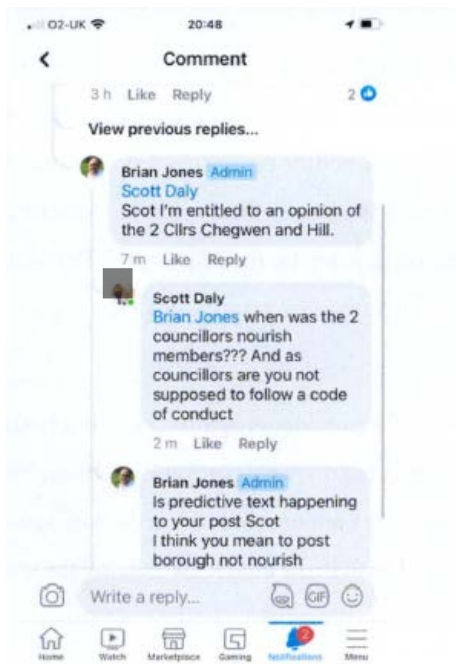 O2-UK 20:48
Comment
3 h Like Reply 2
View previous replies...
Brian Jones Admin
Scott Daly
Scot I'm entitled to an opinion of
the 2 Cllrs Chegwen and Hill.
7 m Like Reply
Scott Daly
Brian Jones when was the 2
councillors nourish
members??? And as
councillors are you not
supposed to follow a code
of conduct
2 m Like Reply
Brian Jones Admin
Is predictive text happening
to your post Scot
I think you mean to post
borough not nourish
Write a reply...
GIF
2
Home Watch Marketplace Gaming Notifications Menu